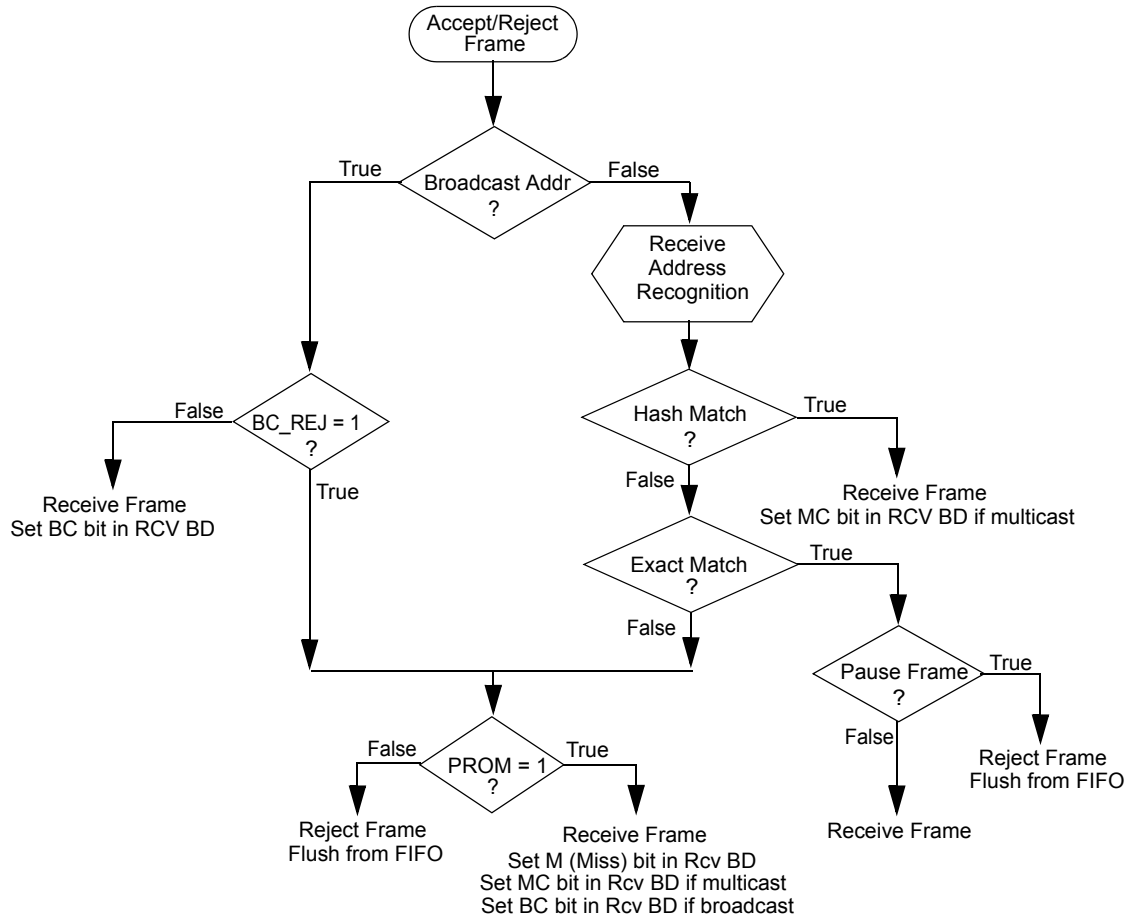 Accept/Reject
Frame
True
False
Broadcast Addr
?
Receive
Address
Recognition
False
BC_REJ = 1
?
True
Hash Match
?
True
False
Receive Frame
Set BC bit in RCV BD
Receive Frame
Set MC bit in RCV BD if multicast
Exact Match
?
True
False
Pause Frame
?
True
False
False
PROM = 1
?
True
Reject Frame
Flush from FIFO
Receive Frame
Reject Frame
Flush from FIFO
Receive Frame
Set M (Miss) bit in Rcv BD
Set MC bit in Rcv BD if multicast
Set BC bit in Rcv BD if broadcast